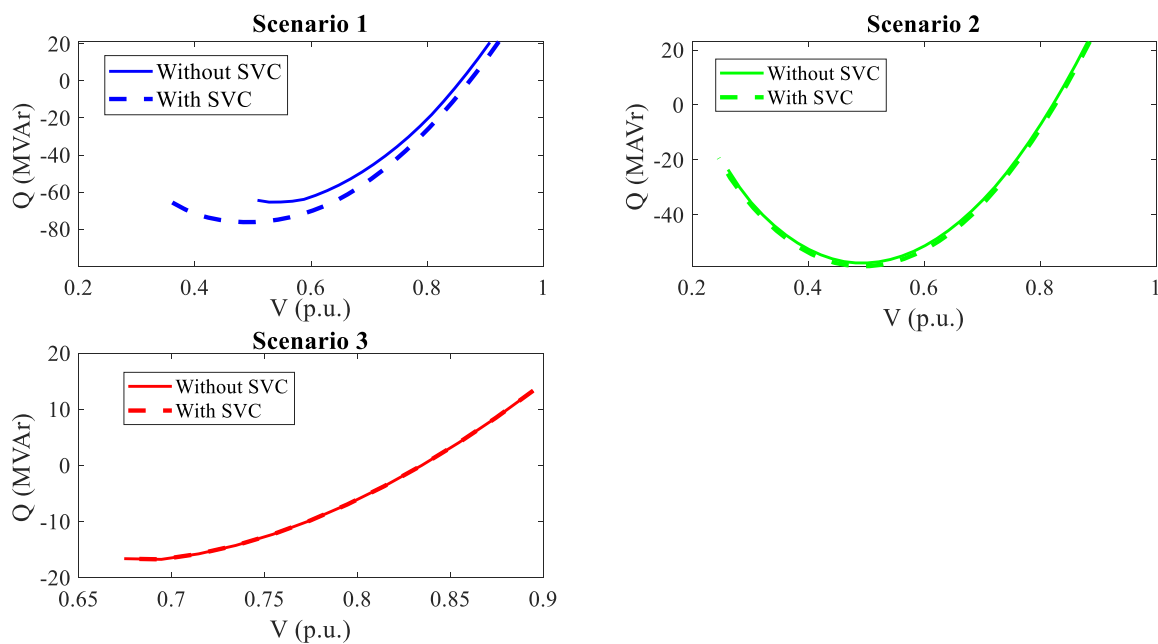 Scenario 1
20
0
-20
-40
-60
-80
Q (MVAr)
Without SVC
With SVC
0.2 0.4 0.6 0.8 1
V (p.u.)
Scenario 2
20
0
-20
-40
Q (MAVr)
Without SVC
With SVC
0.2 0.4 0.6 0.8 1
V (p.u.)
Scenario 3
20
10
0
-10
-20
Q (MVAr)
Without SVC
With SVC
0.65 0.7 0.75 0.8 0.85 0.9
V (p.u.)